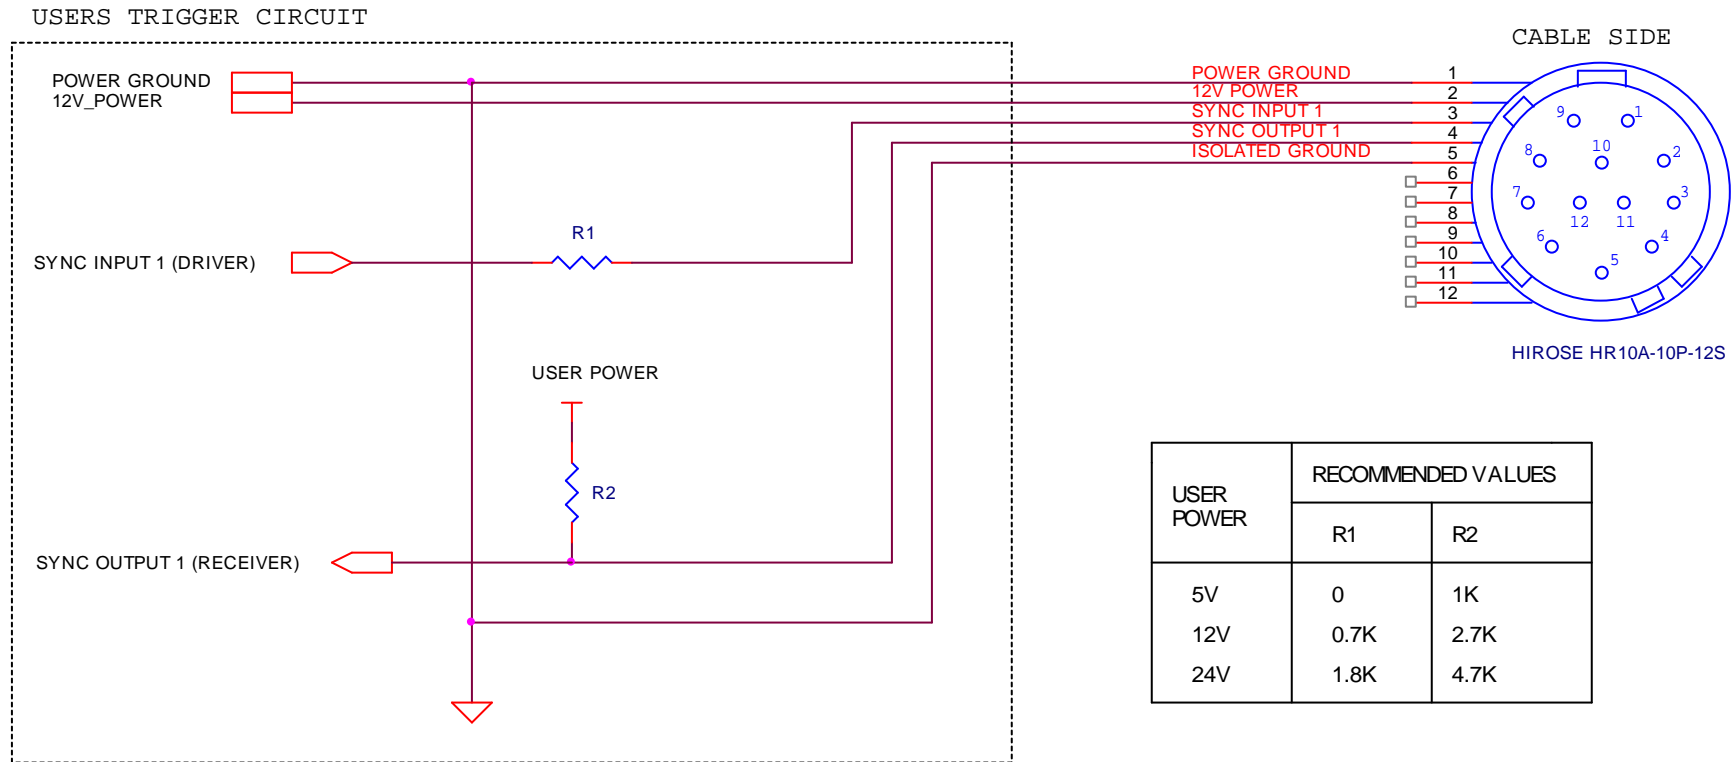 USERS TRIGGER CIRCUIT
CABLE SIDE
POWER GROUND
12V_POWER
POWER GROUND 1
12V POWER 2
SYNC INPUT 1 3
SYNC OUTPUT 1 4
ISOLATED GROUND 5
6
7
8
9
10
11
12
9 1
8 10 2
7 12 11 3
6 4
5
HIROSE HR10A-10P-12S
R1
SYNC INPUT 1 (DRIVER)
USER POWER
R2
SYNC OUTPUT 1 (RECEIVER)
USER POWER
RECOMMENDED VALUES
R1 R2
5V 0 1K
12V 0.7K 2.7K
24V 1.8K 4.7K